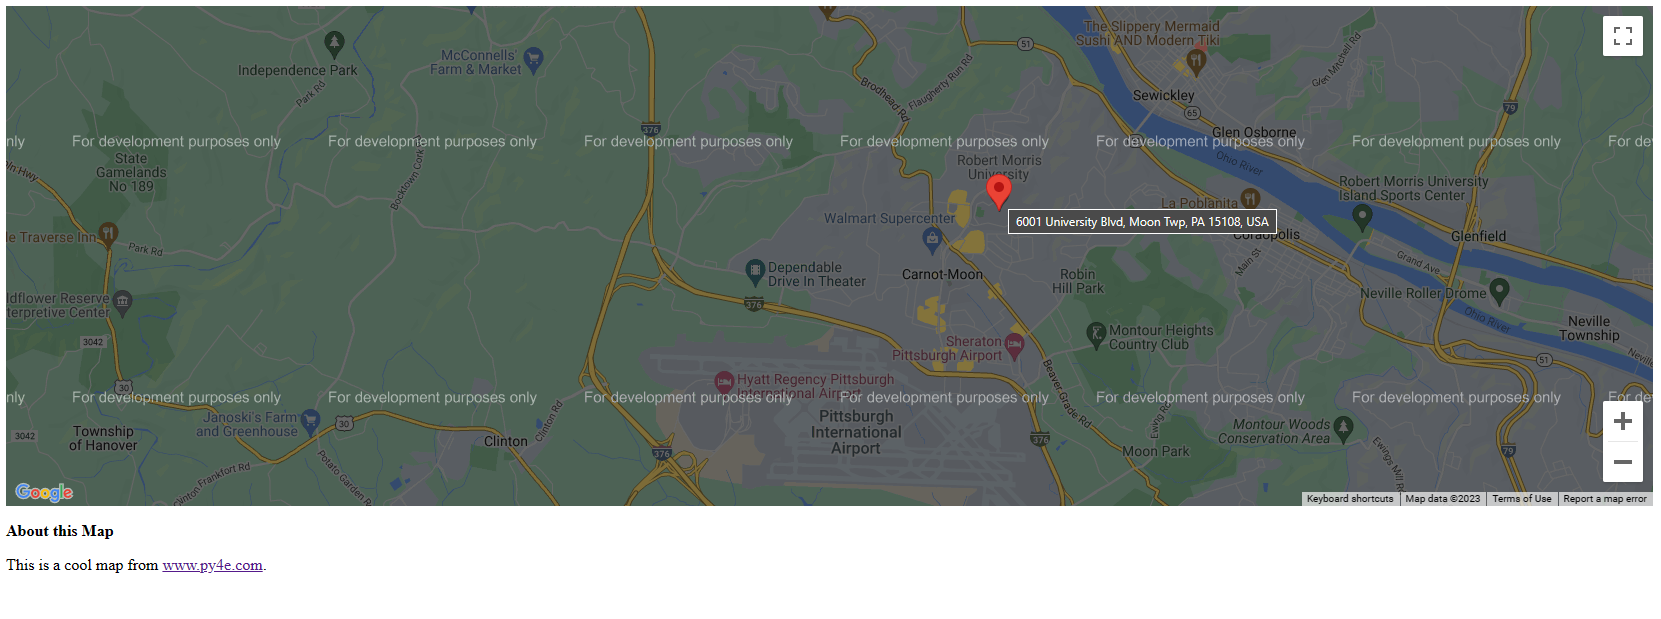 The Slippery Mermaid
Sushi AND Modern Tiki
51
McConnells'
Farm & Market
Independence Park
Park Rd
Brodhead Rd
Flaugherty Run Rd
Glen Mitchell Rd
Sewickley
65
79
376
Glen Osborne
nly
For development purposes only
For development purposes only
For development purposes only
For development purposes only
For development purposes only
For development purposes only
For de
State
Gamelands
No 189
Bocktown Cork Rd
Robert Morris
University
Ohio River
Robert Morris University
Island Sports Center
La Poblanita
Walmart Supercenter
6001 University Blvd, Moon Twp, PA 15108, USA
Coraopolis
Glenfield
e Traverse Inn
Park Rd
Main St
Grand Ave
Dependable
Drive In Theater
Carnot-Moon
Robin
Hill Park
ldflower Reserve
terpretive Center
376
Neville Roller Drome
Ohio River
Neville
Township
Montour Heights
Country Club
3042
Sheraton
Pittsburgh Airport
51
30
Hyatt Regency Pittsburgh
International Airport
Beaver Grade Rd
nly
For development purposes only
For development purposes only
For development purposes only
For development purposes only
For development purposes only
For development purposes only
For de
Janoski's Farm
and Greenhouse
30
Clinton Rd
Pittsburgh
International
Airport
Ewing Rd
Montour Woods
Conservation Area
3042
Township
of Hanover
Clinton
376
376
Moon Park
79
Ewings Mill Rd
Clinton Frankfort Rd
Potato Garden Rd
Google
Keyboard shortcuts
Map data ©2023
Terms of Use
Report a map error
About this Map
This is a cool map from www.py4e.com.